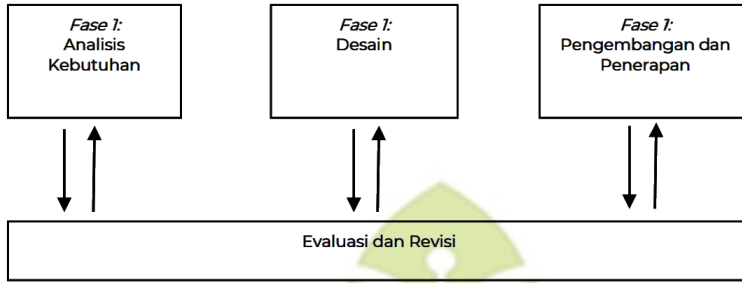 Fase 1:
Analisis
Kebutuhan
Fase 1:
Desain
Fase 1:
Pengembangan dan
Penerapan
Evaluasi dan Revisi